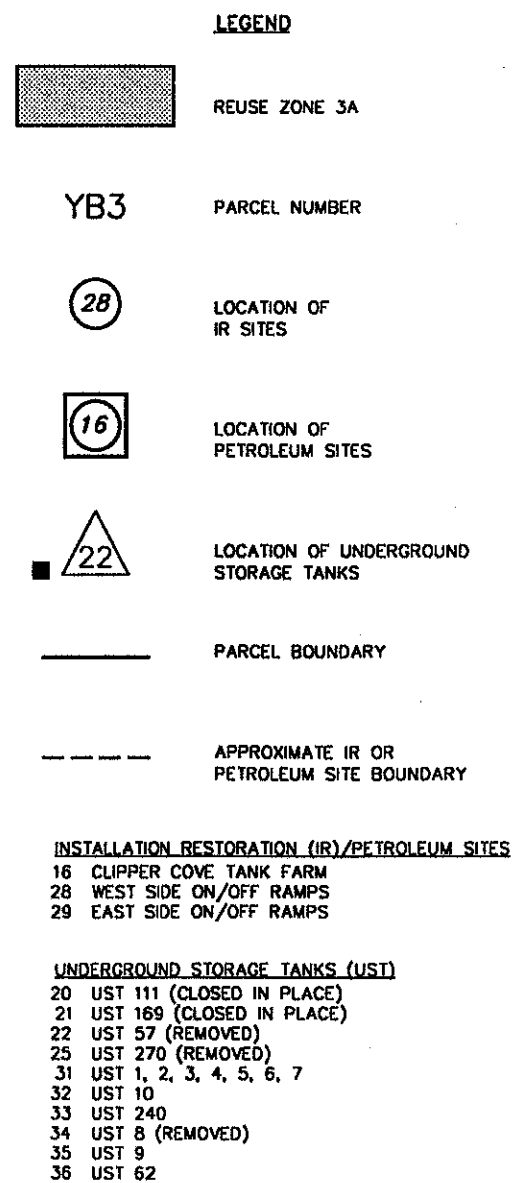 LEGEND
REUSE ZONE 3A
YB3 PARCEL NUMBER
28 LOCATION OF
IR SITES
16 LOCATION OF
PETROLEUM SITES
22 LOCATION OF UNDERGROUND
STORAGE TANKS
PARCEL BOUNDARY
APPROXIMATE IR OR
PETROLEUM SITE BOUNDARY
INSTALLATION RESTORATION (IR)/PETROLEUM SITES
16 CLIPPER COVE TANK FARM
28 WEST SIDE ON/OFF RAMPS
29 EAST SIDE ON/OFF RAMPS
UNDERGROUND STORAGE TANKS (UST)
20 UST 111 (CLOSED IN PLACE)
21 UST 169 (CLOSED IN PLACE)
22 UST 57 (REMOVED)
25 UST 270 (REMOVED)
31 UST 1, 2, 3, 4, 5, 6, 7
32 UST 10
33 UST 240
34 UST 8 (REMOVED)
35 UST 9
36 UST 62